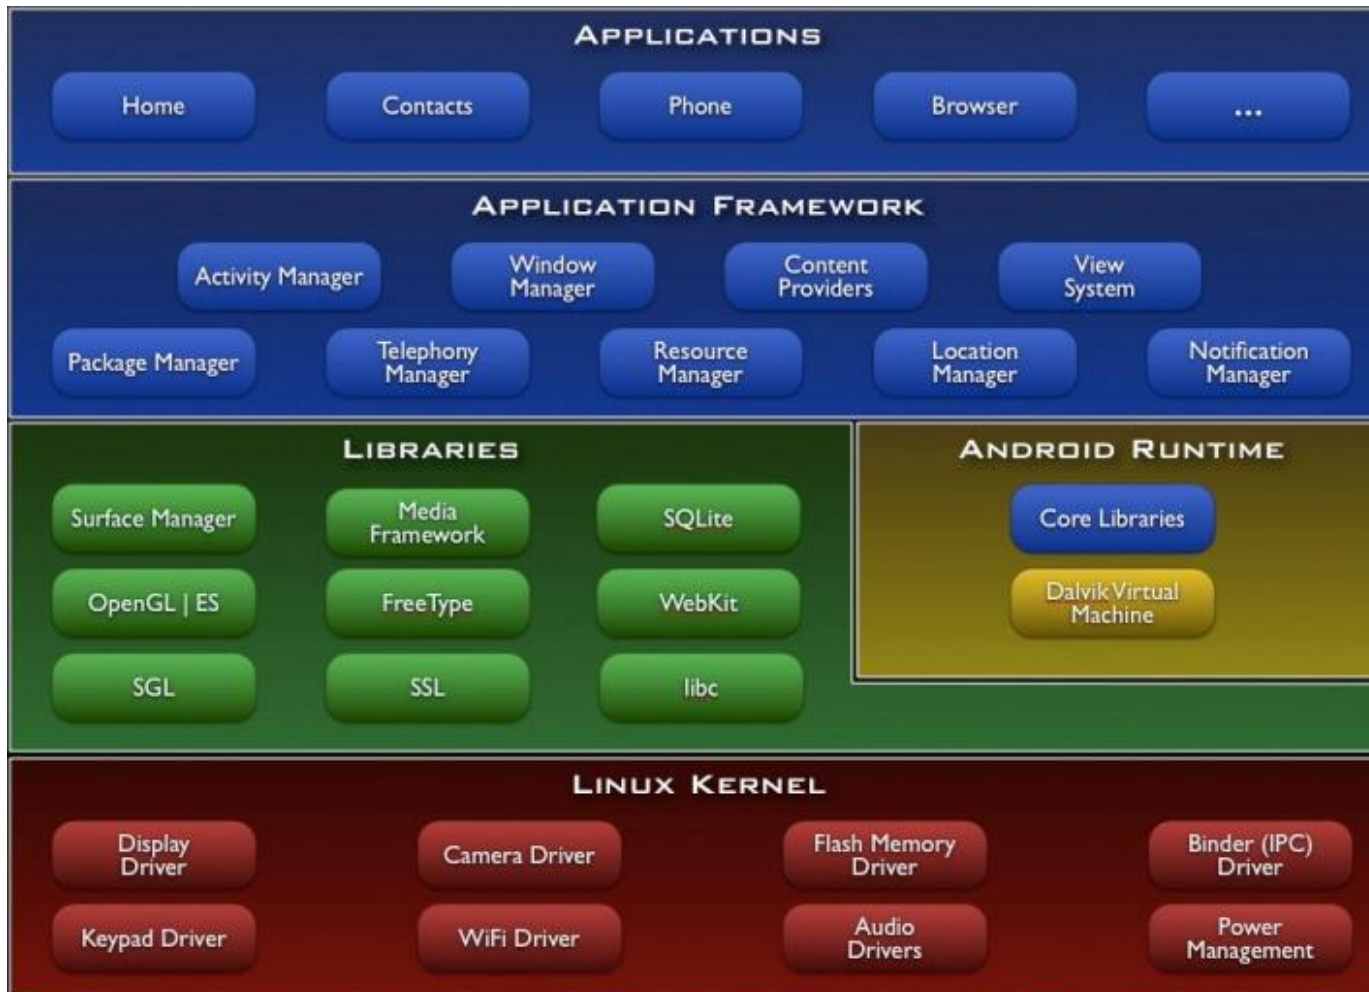 APPLICATIONS
Home
Contacts
Phone
Browser
...
APPLICATION FRAMEWORK
Activity Manager
Window
Manager
Content
Providers
View
System
Package Manager
Telephony
Manager
Resource
Manager
Location
Manager
Notification
Manager
LIBRARIES
Surface Manager
Media
Framework
SQLite
OpenGL | ES
FreeType
WebKit
SGL
SSL
libc
ANDROID RUNTIME
Core Libraries
Dalvik Virtual
Machine
LINUX KERNEL
Display
Driver
Camera Driver
Flash Memory
Driver
Binder (IPC)
Driver
Keypad Driver
WiFi Driver
Audio
Drivers
Power
Management